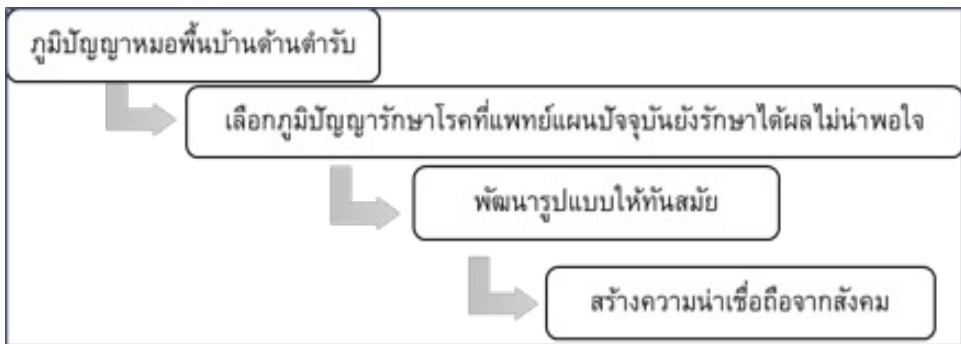 ภูมิปัญญาหมอพื้นบ้านด้านตำรับ
เลือกภูมิปัญญารักษาโรคที่แพทย์แผนปัจจุบันยังรักษาได้ผลไม่น่าพอใจ
พัฒนารูปแบบให้ทันสมัย
สร้างความน่าเชื่อถือจากสังคม